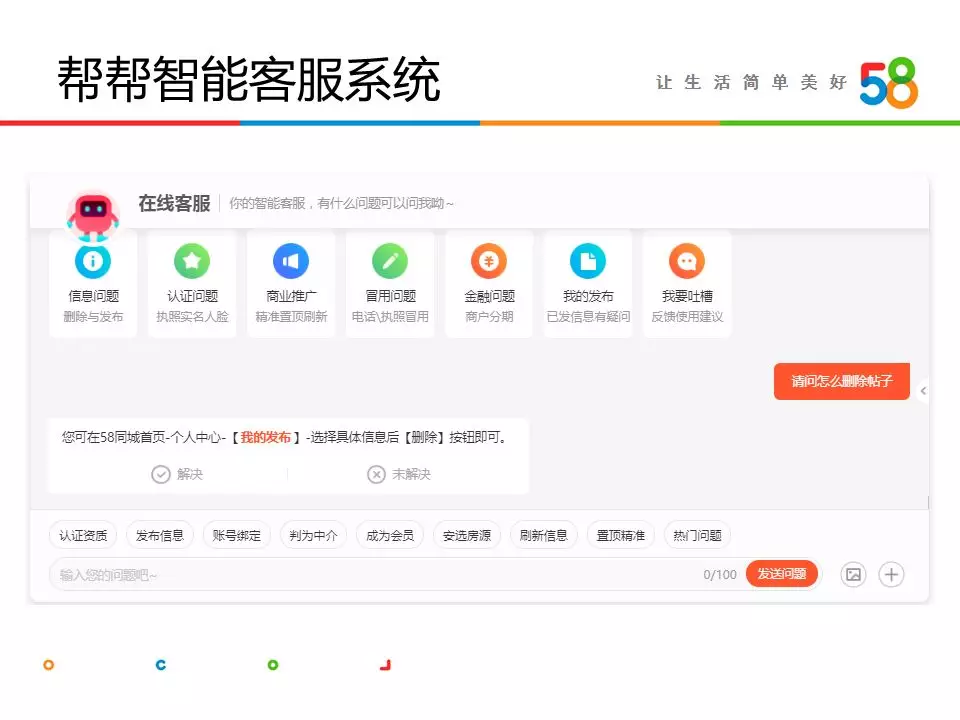 帮帮智能客服系统
让生活简单美好 58
在线客服 你的智能客服，有什么问题可以问我呦~
信息问题 认证问题 商业推广 冒用问题 金融问题 我的发布 我要吐槽
删除与发布 执照实名人脸 精准置顶刷新 电话\执照冒用 商户分期 已发信息有疑问 反馈使用建议
请问怎么删除帖子
您可在58同城首页-个人中心-【我的发布】-选择具体信息后【删除】按钮即可。
解决 未解决
认证资质 发布信息 账号绑定 判为中介 成为会员 安选房源 刷新信息 置顶精准 热门问题
输入您的问题吧~ 0/100 发送问题